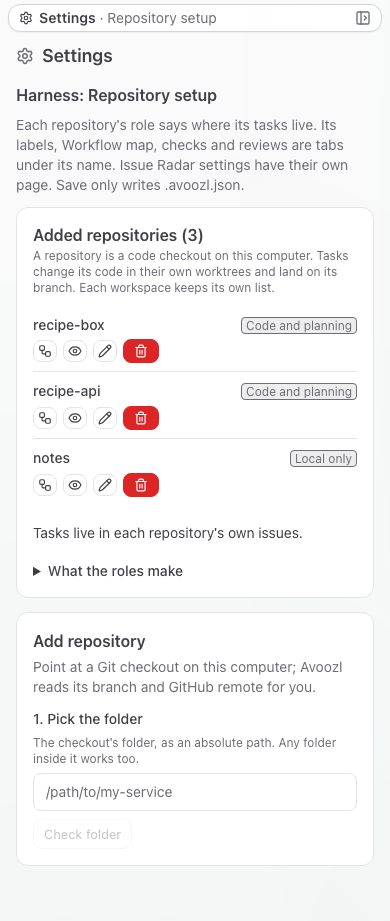 Settings · Repository setup
Settings
Harness: Repository setup
Each repository's role says where its tasks live. Its
labels, Workflow map, checks and reviews are tabs
under its name. Issue Radar settings have their own
page. Save only writes .avoozl.json.
Added repositories (3)
A repository is a code checkout on this computer. Tasks
change its code in their own worktrees and land on its
branch. Each workspace keeps its own list.
recipe-box
Code and planning
recipe-api
Code and planning
notes
Local only
Tasks live in each repository's own issues.
What the roles make
Add repository
Point at a Git checkout on this computer; Avoozl
reads its branch and GitHub remote for you.
1. Pick the folder
The checkout's folder, as an absolute path. Any folder
inside it works too.
/path/to/my-service
Check folder